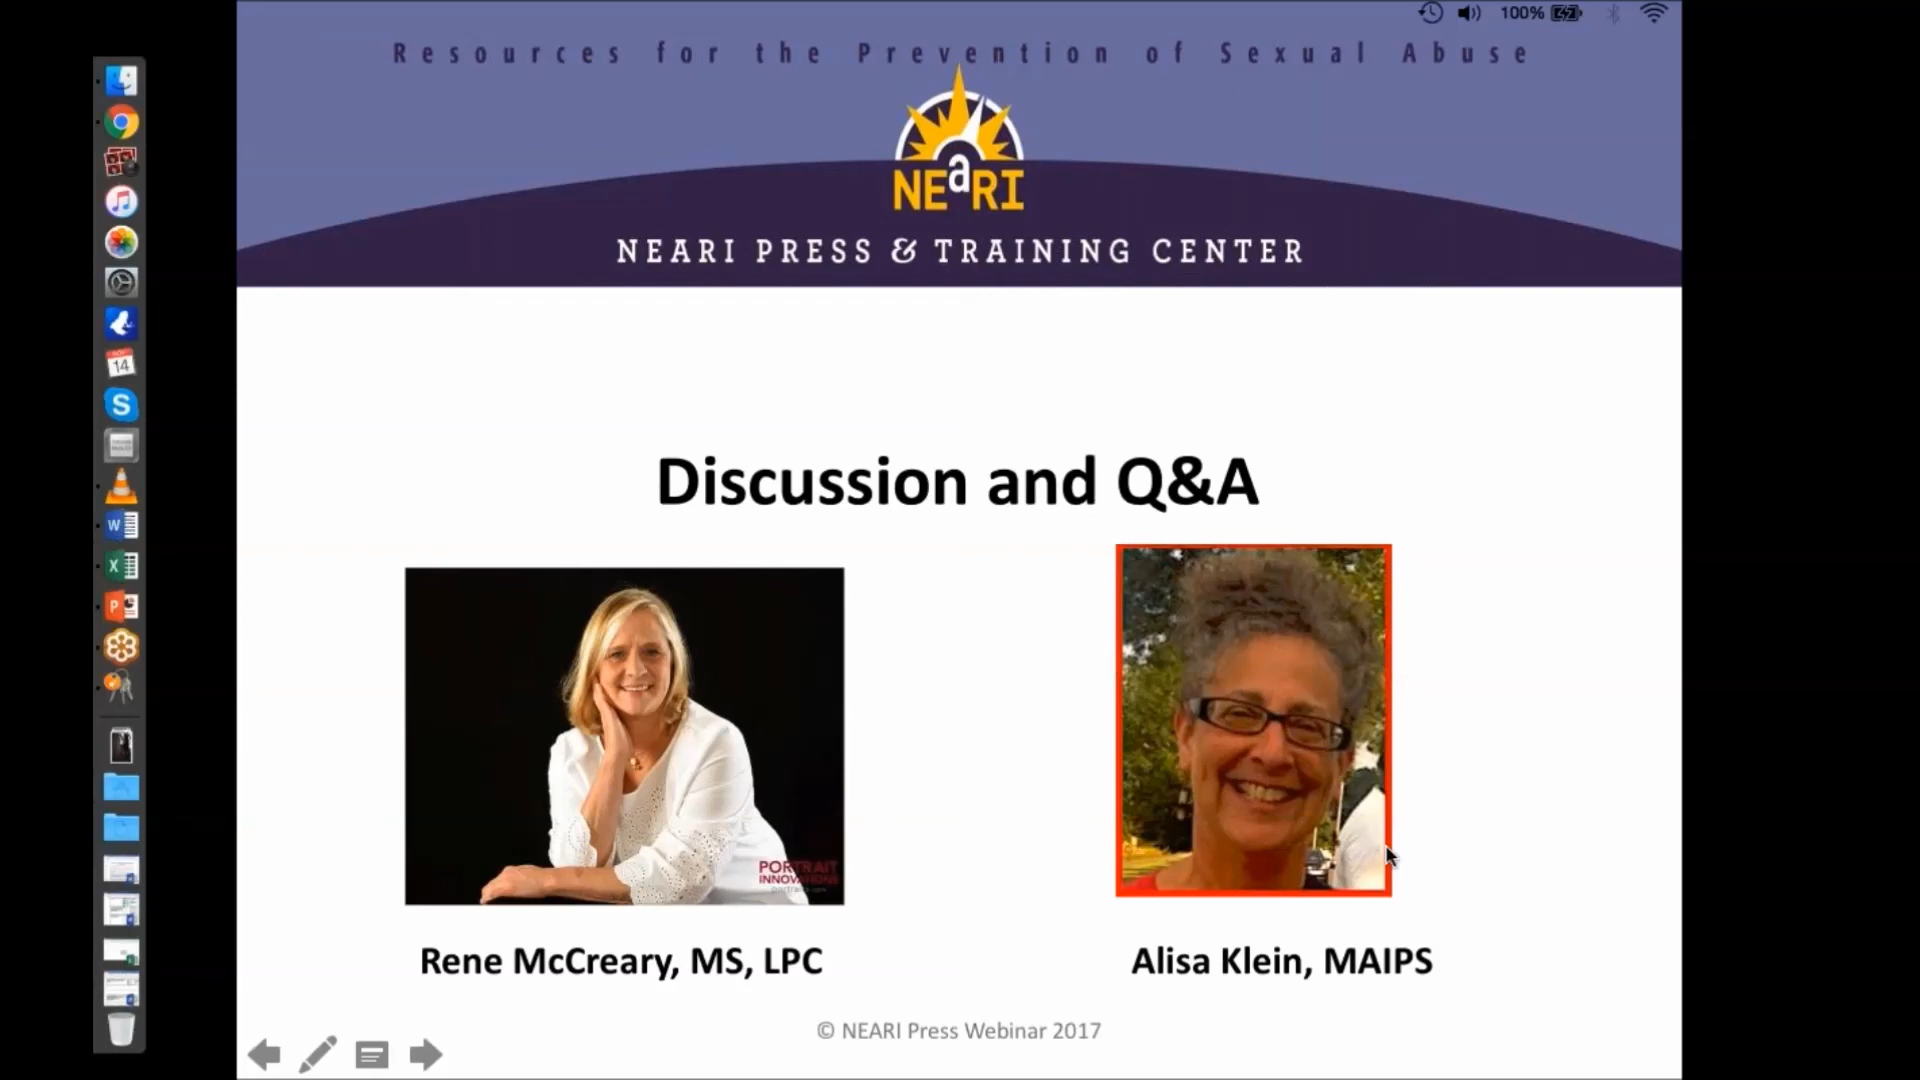 100%
Resources for the Prevention of Sexual Abuse
NEaRI
NEARI PRESS & TRAINING CENTER
14
S
W
X
P
Discussion and Q&A
PORTRAIT
INNOVATIONS
Rene McCreary, MS, LPC
Alisa Klein, MAIPS
© NEARI Press Webinar 2017